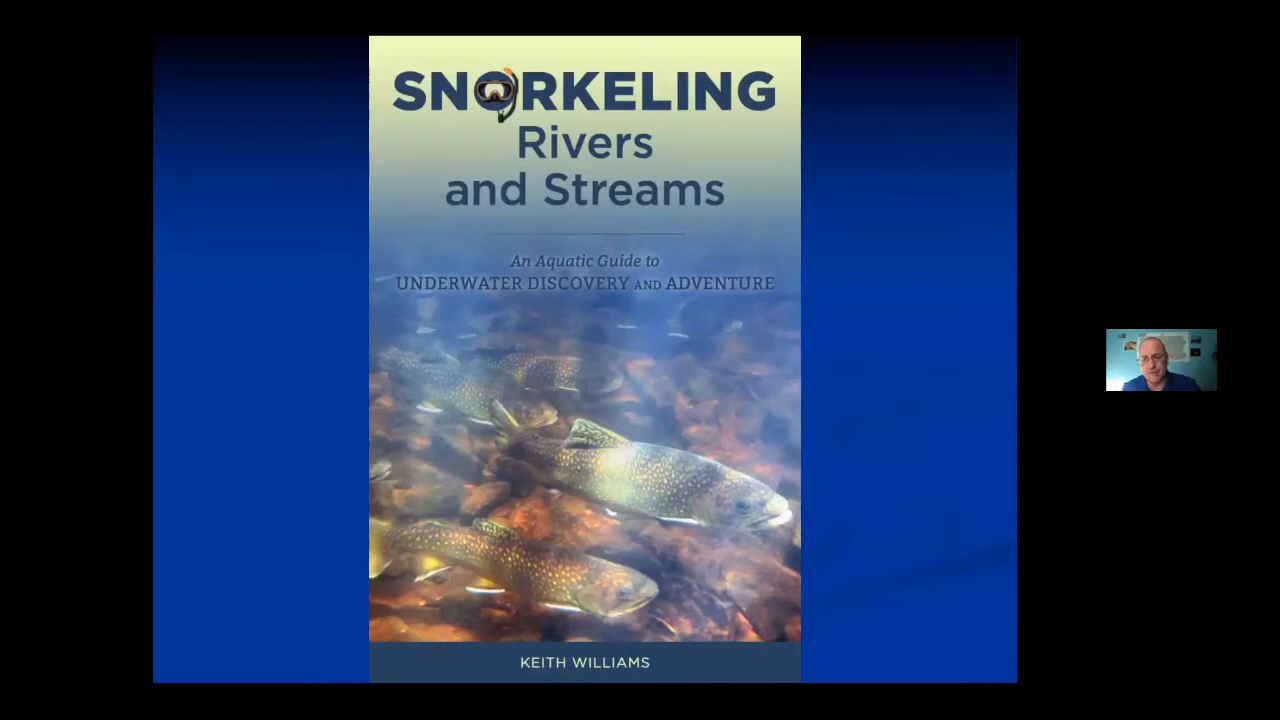 SNORKELING
Rivers
and Streams
An Aquatic Guide to
UNDERWATER DISCOVERY AND ADVENTURE
KEITH WILLIAMS